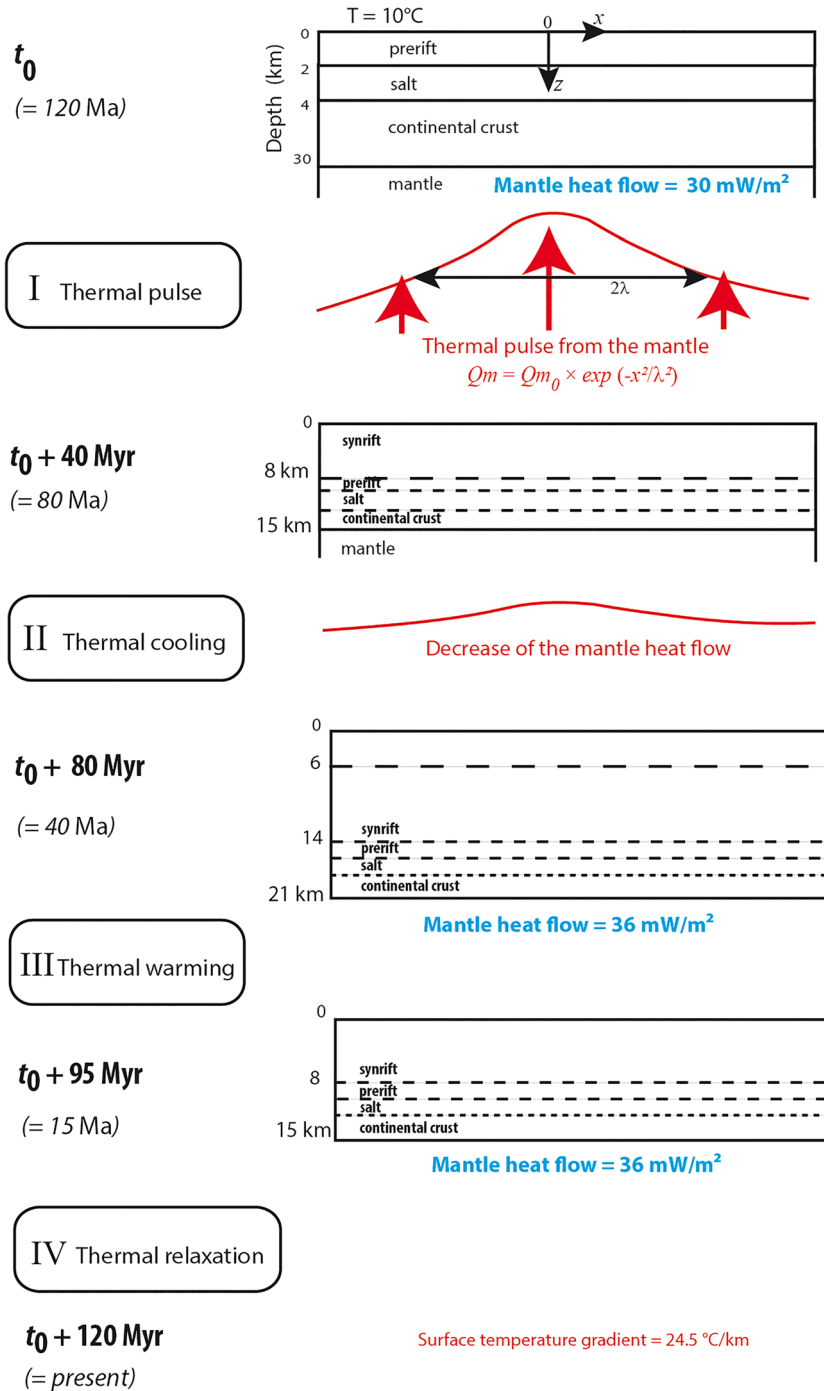 T = 10°C
0 x
t0
(= 120 Ma)
Depth (km)
0
prerift
2
salt
z
4
continental crust
30
mantle
Mantle heat flow = 30 mW/m²
I Thermal pulse
2λ
Thermal pulse from the mantle
Qm = Qm0 × exp (-x²/λ²)
t0 + 40 Myr
(= 80 Ma)
0
synrift
8 km
prerift
salt
continental crust
15 km
mantle
II Thermal cooling
Decrease of the mantle heat flow
t0 + 80 Myr
(= 40 Ma)
0
6
synrift
14
prerift
salt
continental crust
21 km
Mantle heat flow = 36 mW/m²
III Thermal warming
t0 + 95 Myr
(= 15 Ma)
0
synrift
8
prerift
salt
continental crust
15 km
Mantle heat flow = 36 mW/m²
IV Thermal relaxation
t0 + 120 Myr
(= present)
Surface temperature gradient = 24.5 °C/km